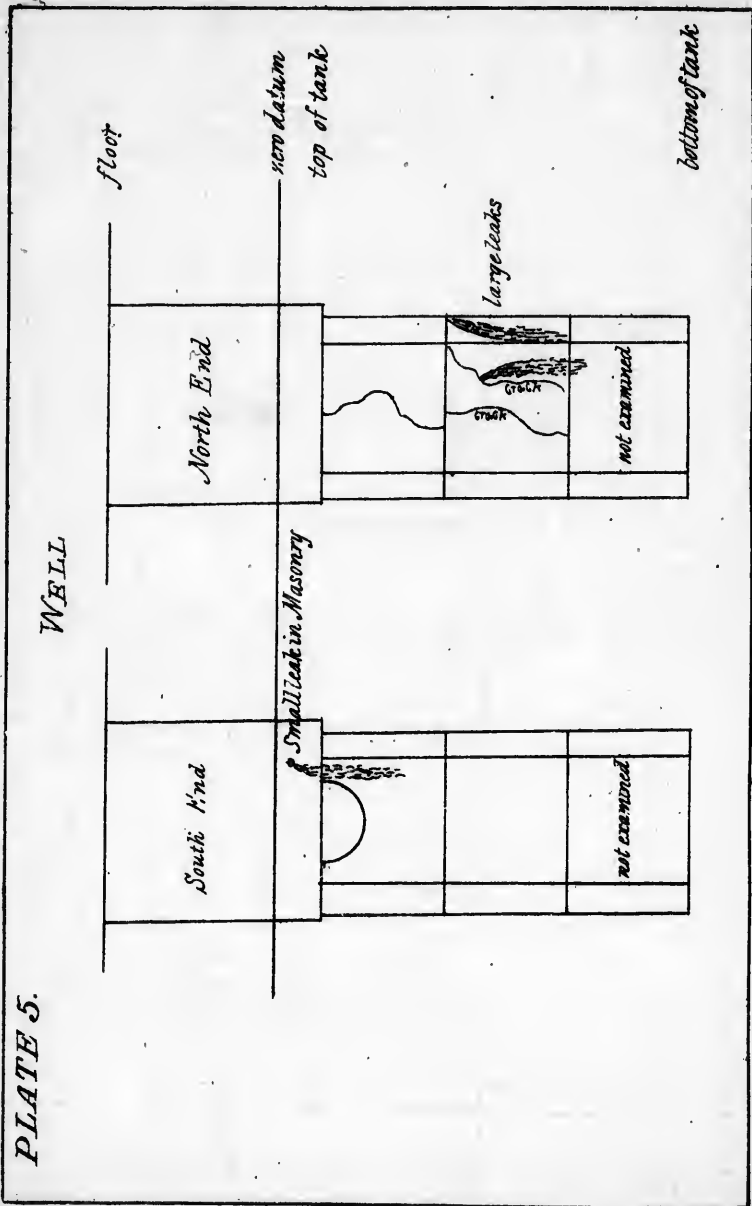 PLATE 5.
WELL
floor
South End
North End
zero datum
top of tank
Small leak in Masonry
large leaks
crack
crack
not examined
not examined
bottom of tank